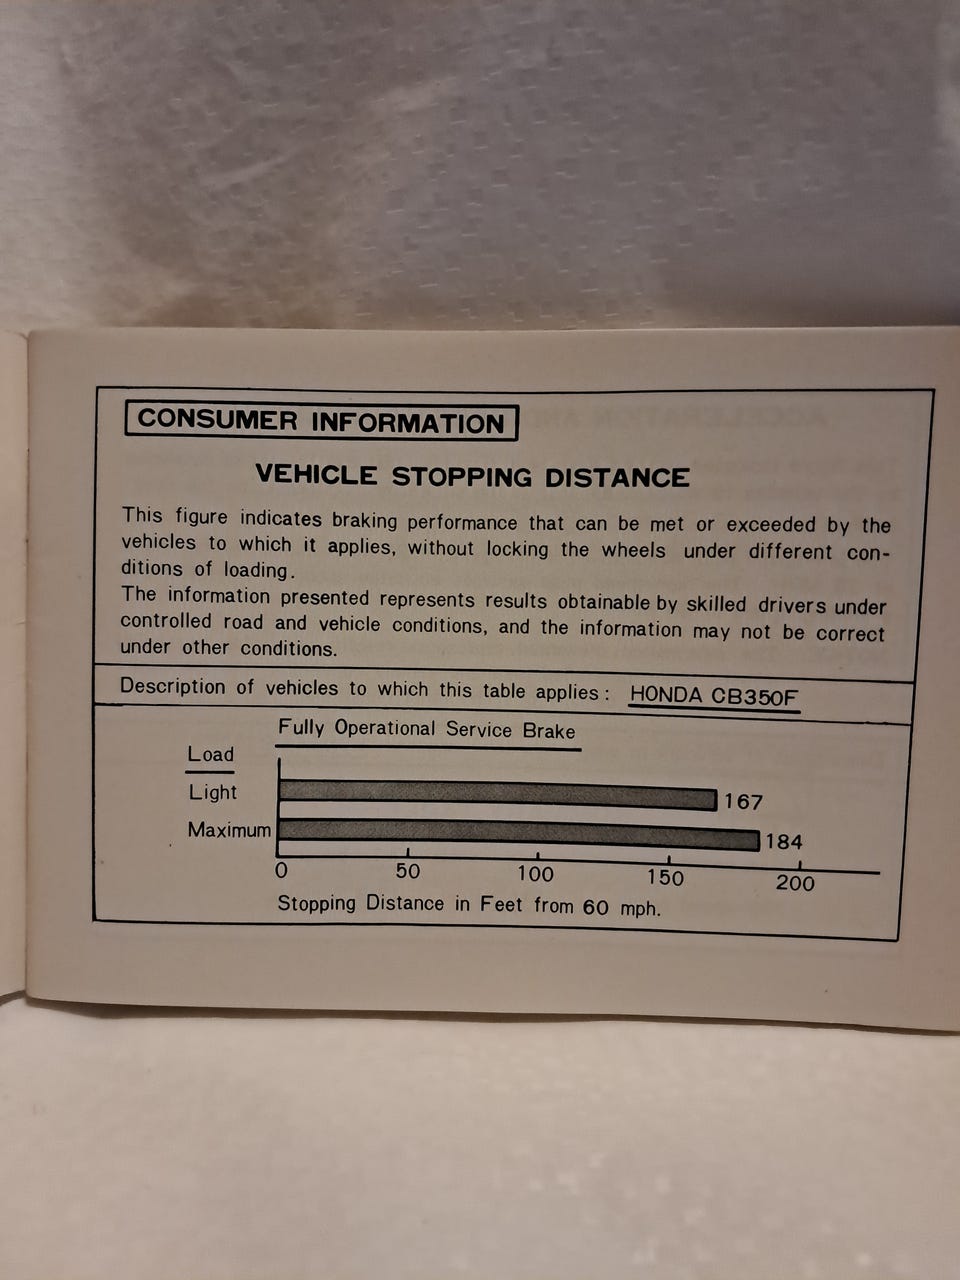 CONSUMER INFORMATION
VEHICLE STOPPING DISTANCE
This figure indicates braking performance that can be met or exceeded by the
vehicles to which it applies, without locking the wheels under different con-
ditions of loading.
The information presented represents results obtainable by skilled drivers under
controlled road and vehicle conditions, and the information may not be correct
under other conditions.
Description of vehicles to which this table applies: HONDA CB350F
Fully Operational Service Brake
Load
Light 167
Maximum 184
0 50 100 150 200
Stopping Distance in Feet from 60 mph.